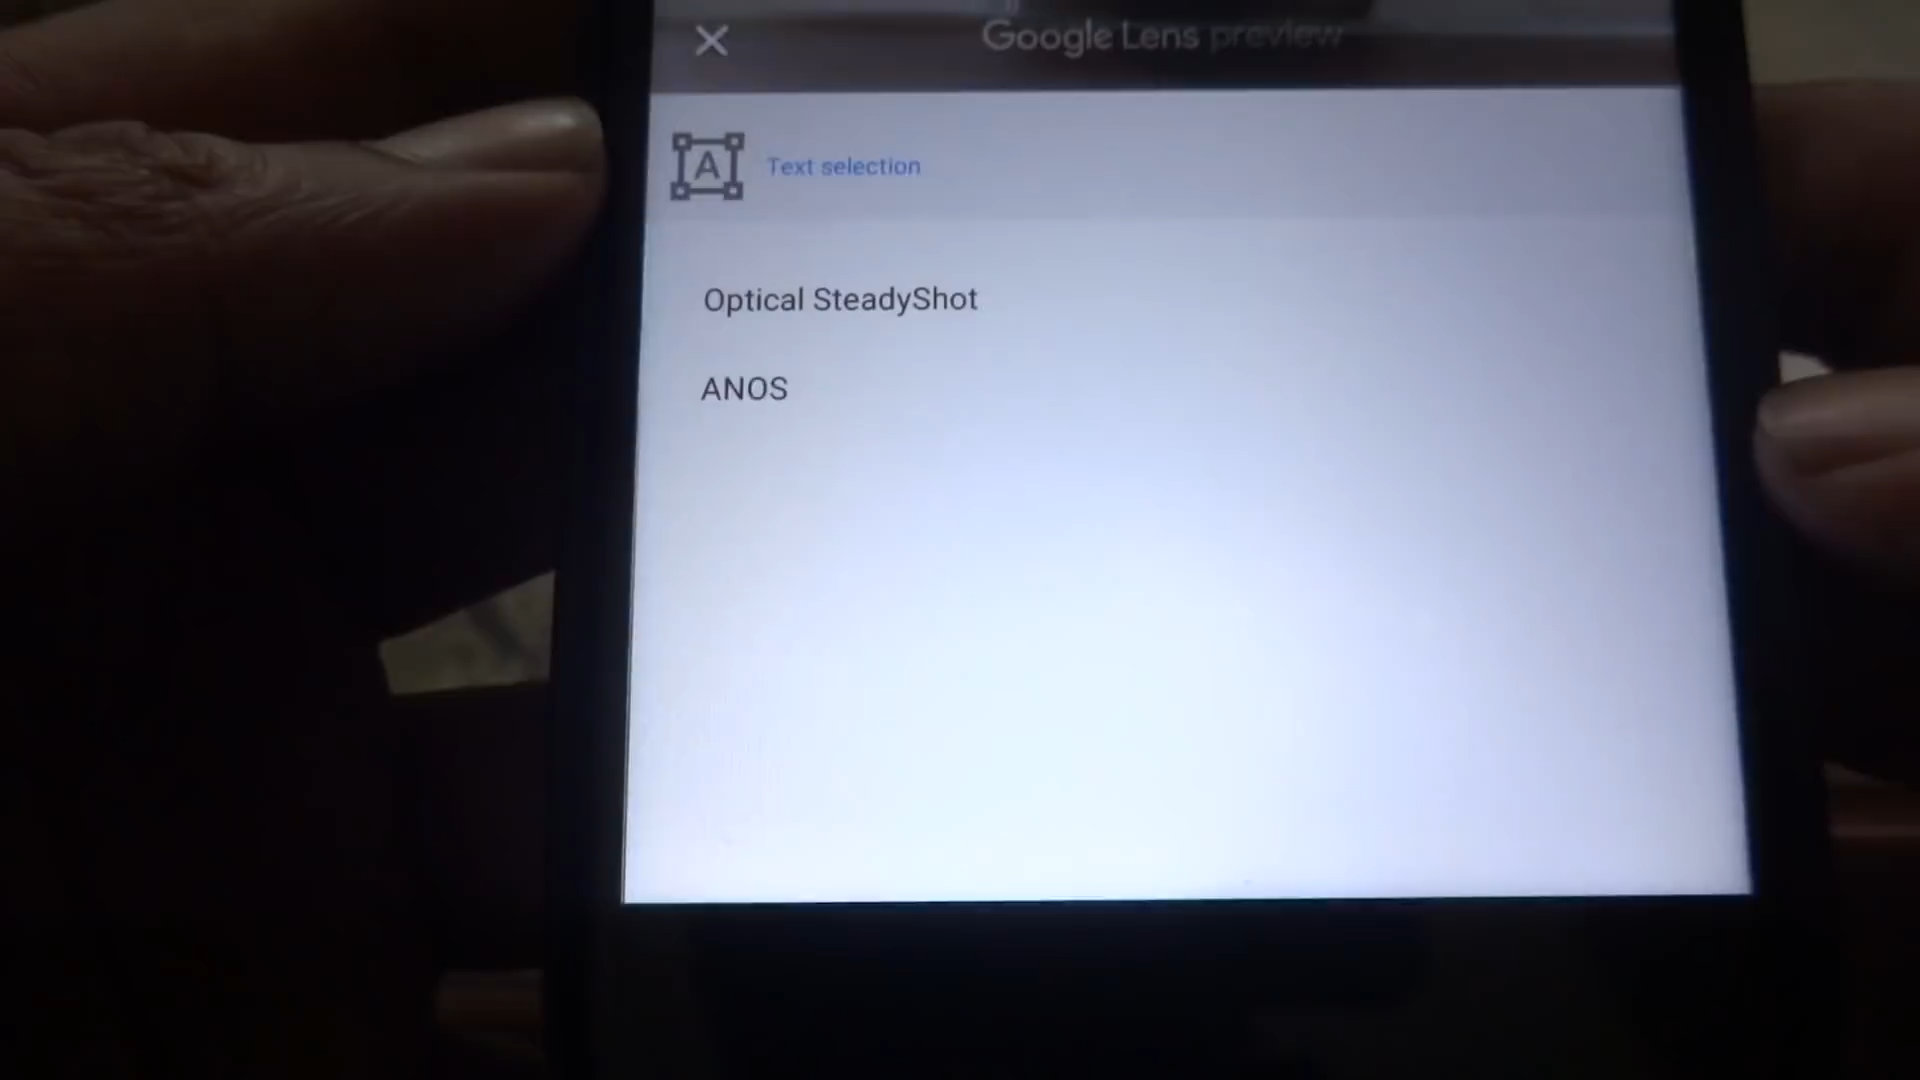 Google Lens preview
A
Text selection
Optical SteadyShot
ANOS